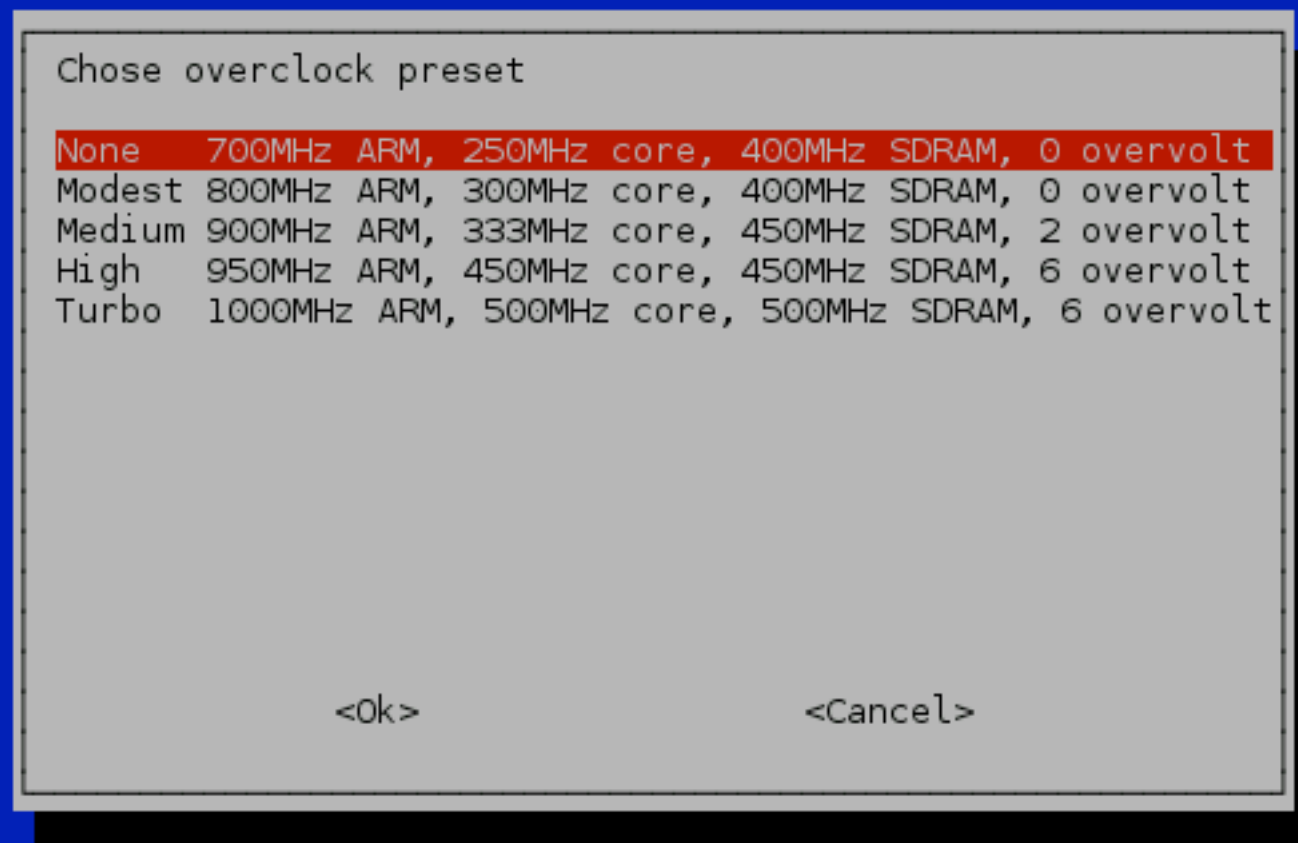 Chose overclock preset
None 700MHz ARM, 250MHz core, 400MHz SDRAM, 0 overvolt
Modest 800MHz ARM, 300MHz core, 400MHz SDRAM, 0 overvolt
Medium 900MHz ARM, 333MHz core, 450MHz SDRAM, 2 overvolt
High 950MHz ARM, 450MHz core, 450MHz SDRAM, 6 overvolt
Turbo 1000MHz ARM, 500MHz core, 500MHz SDRAM, 6 overvolt
<Ok> <Cancel>